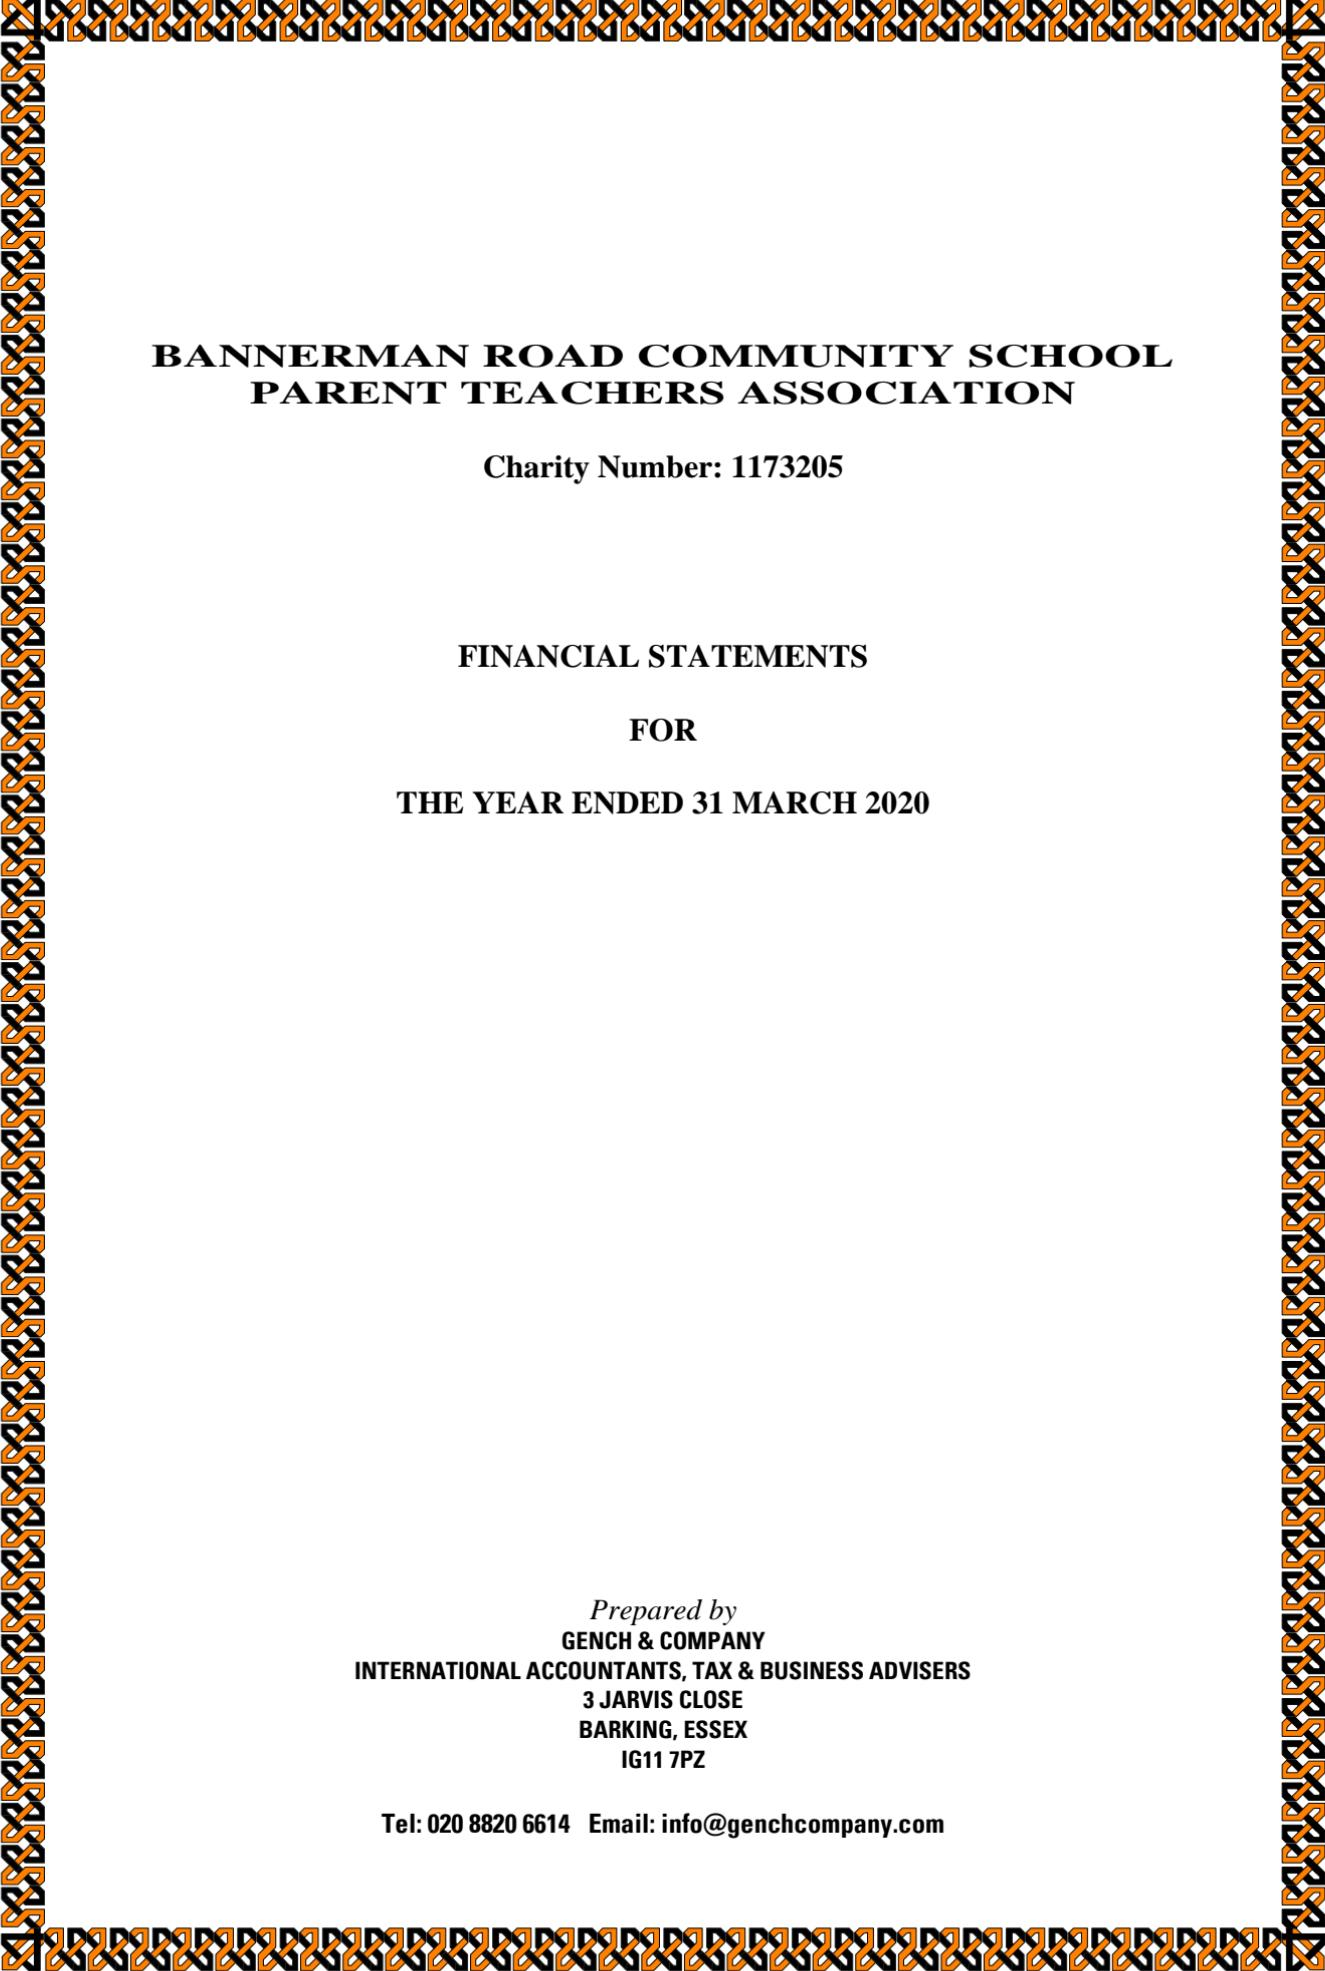 BANNERMAN ROAD COMMUNITY SCHOOL
PARENT TEACHERS ASSOCIATION
Charity Number: 1173205
FINANCIAL STATEMENTS
FOR
THE YEAR ENDED 31 MARCH 2020
Prepared by
GENCH & COMPANY
INTERNATIONAL ACCOUNTANTS, TAX & BUSINESS ADVISERS
3 JARVIS CLOSE
BARKING, ESSEX
IG11 7PZ
Tel: 020 8820 6614 Email: info@genchcompany.com